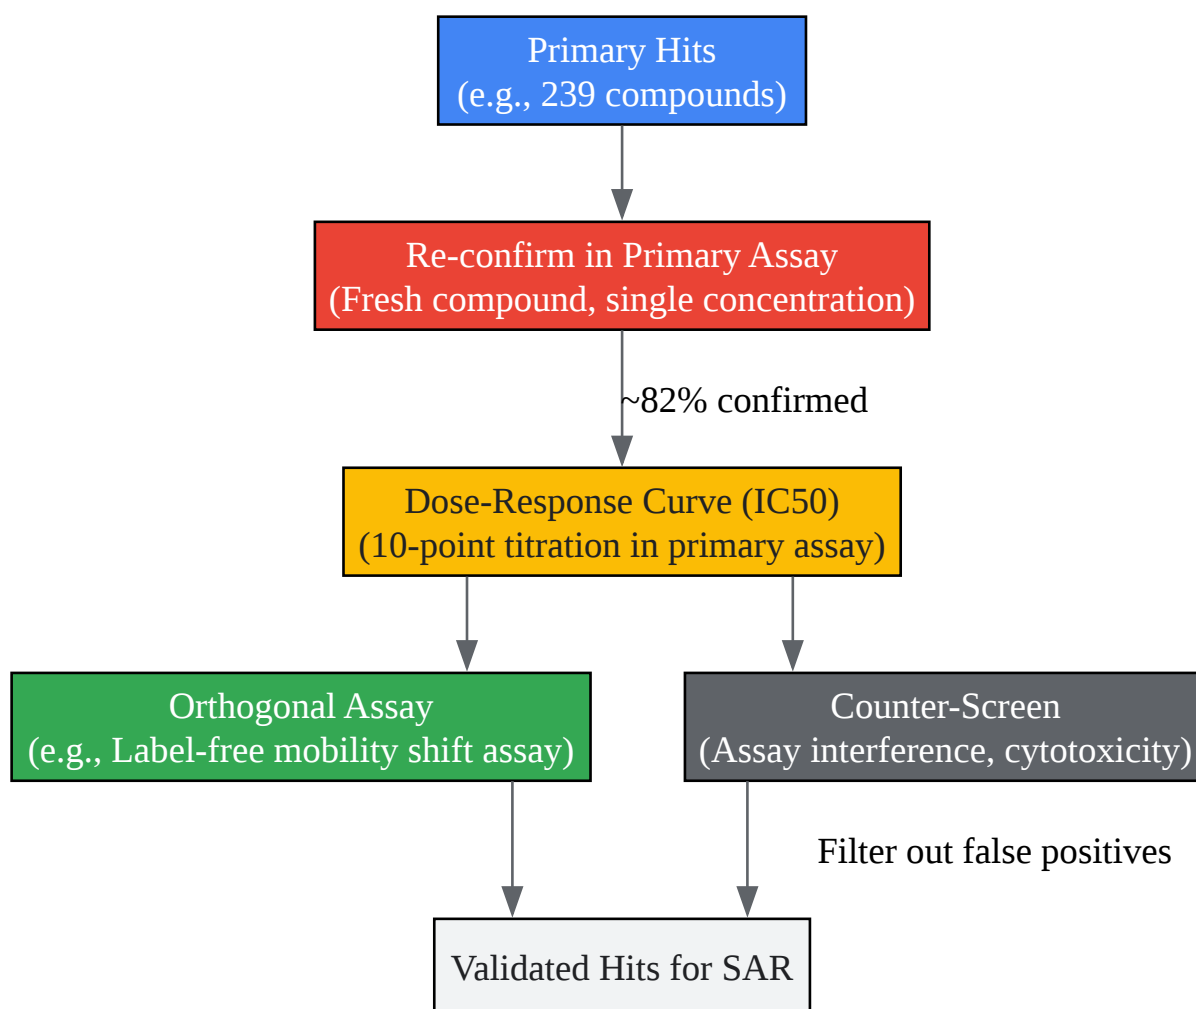 Primary Hits
(e.g., 239 compounds)
Re-confirm in Primary Assay
(Fresh compound, single concentration)
~82% confirmed
Dose-Response Curve (IC50)
(10-point titration in primary assay)
Orthogonal Assay
(e.g., Label-free mobility shift assay)
Counter-Screen
(Assay interference, cytotoxicity)
Filter out false positives
Validated Hits for SAR